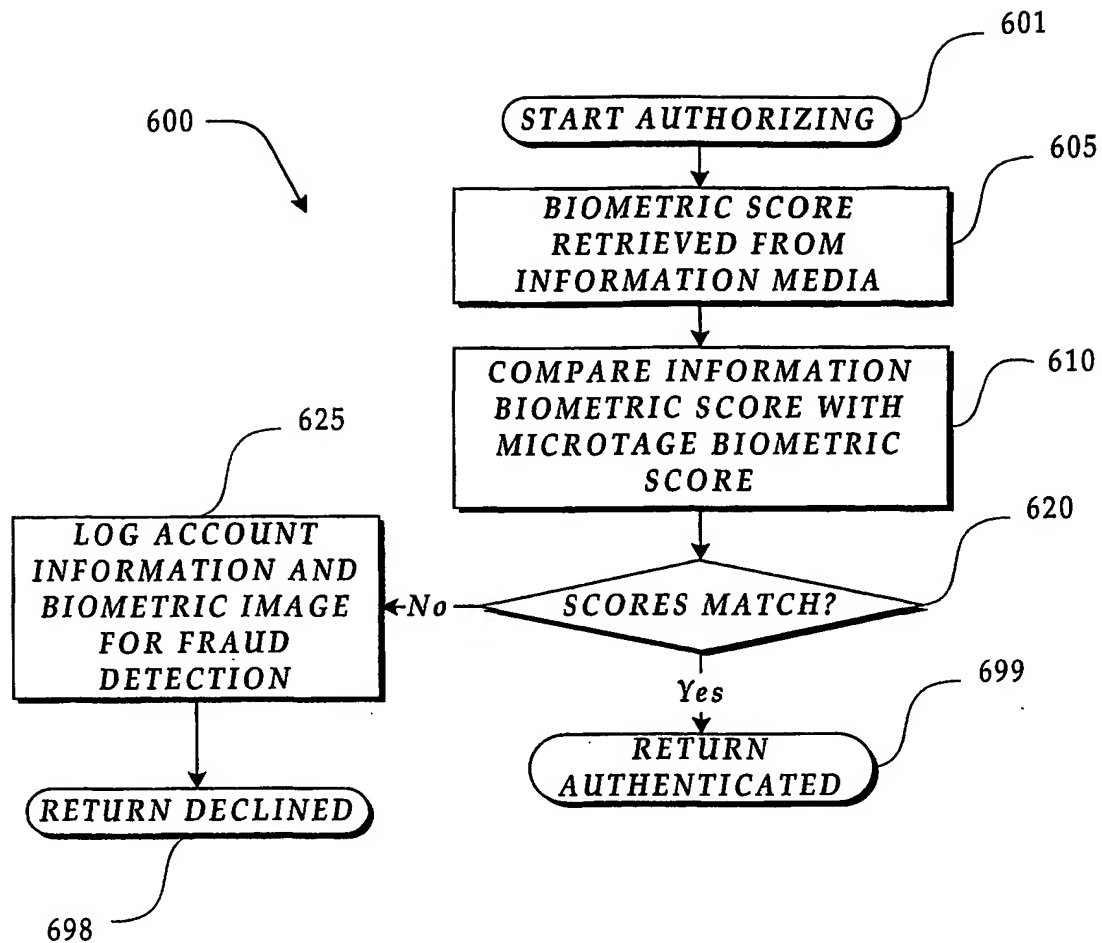 601
START AUTHORIZING
600
605
BIOMETRIC SCORE
RETRIEVED FROM
INFORMATION MEDIA
610
COMPARE INFORMATION
BIOMETRIC SCORE WITH
MICROTAGE BIOMETRIC
SCORE
625
620
LOG ACCOUNT
INFORMATION AND
BIOMETRIC IMAGE
FOR FRAUD
DETECTION
No
SCORES MATCH?
Yes
699
RETURN
AUTHENTICATED
RETURN DECLINED
698